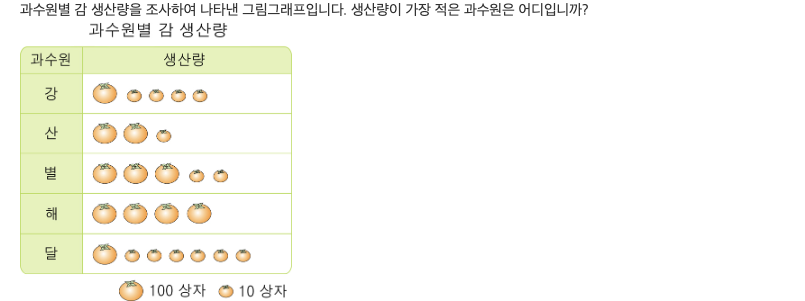 과수원별 감 생산량을 조사하여 나타낸 그림그래프입니다. 생산량이 가장 적은 과수원은 어디입니까?
과수원별 감 생산량
과수원 생산량
강
산
별
해
달
100 상자 10 상자